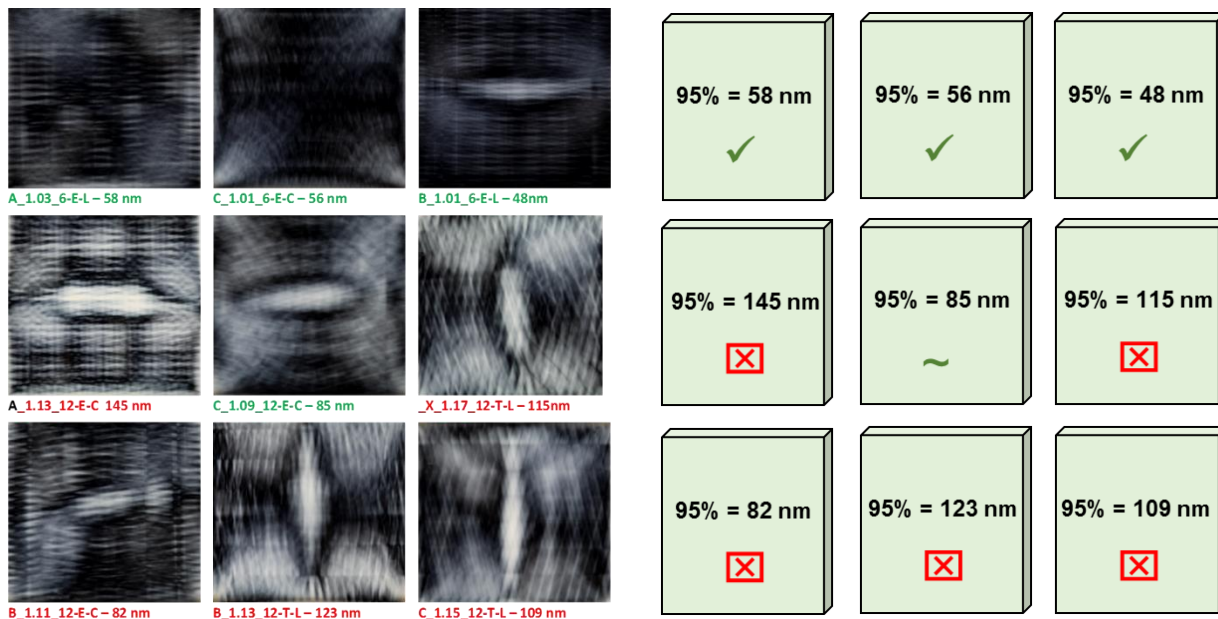 A_1.03_6-E-L – 58 nm
C_1.01_6-E-C – 56 nm
B_1.01_6-E-L – 48nm
95% = 58 nm
95% = 56 nm
95% = 48 nm
A_1.13_12-E-C 145 nm
C_1.09_12-E-C – 85 nm
_X_1.17_12-T-L – 115nm
95% = 145 nm
95% = 85 nm
~
95% = 115 nm
B_1.11_12-E-C – 82 nm
B_1.13_12-T-L – 123 nm
C_1.15_12-T-L – 109 nm
95% = 82 nm
95% = 123 nm
95% = 109 nm